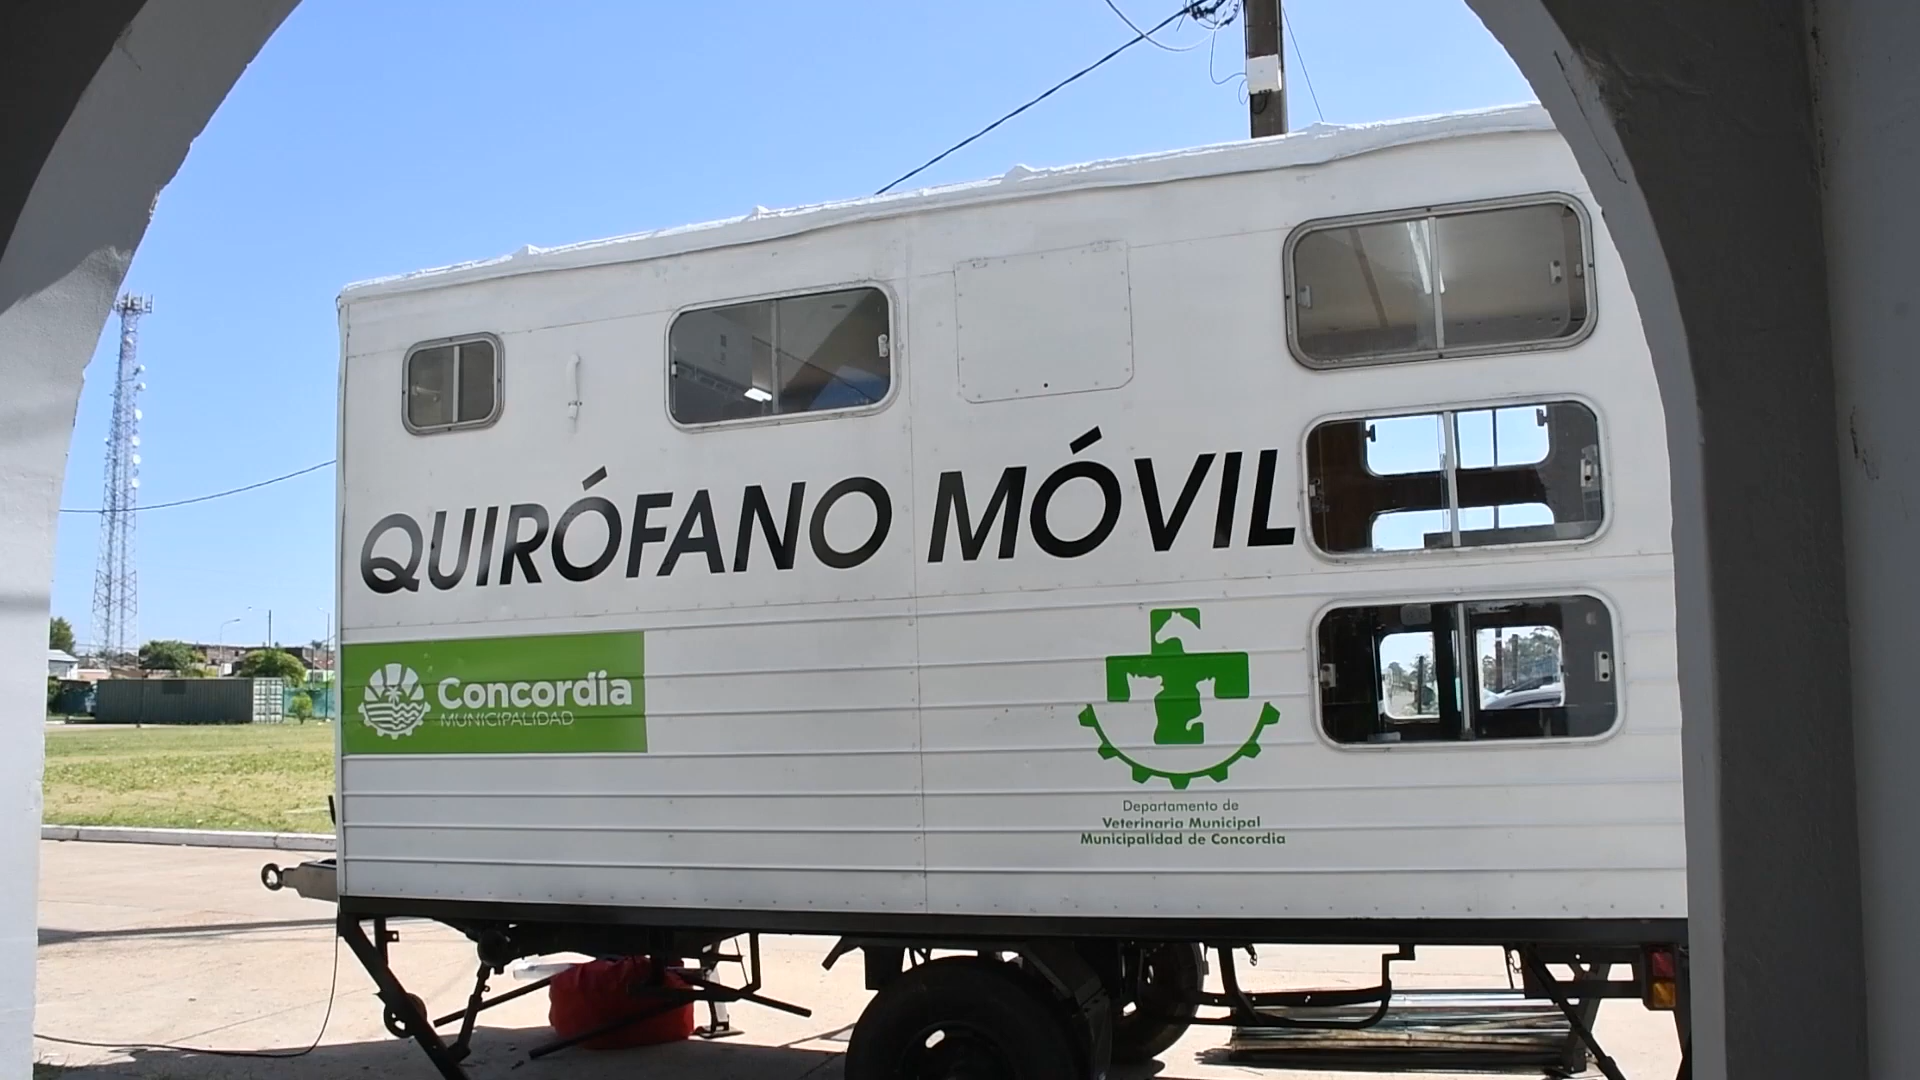 QUIRÓFANO MÓVIL
Concordia
MUNICIPALIDAD
Departamento de
Veterinaria Municipal
Municipalidad de Concordia